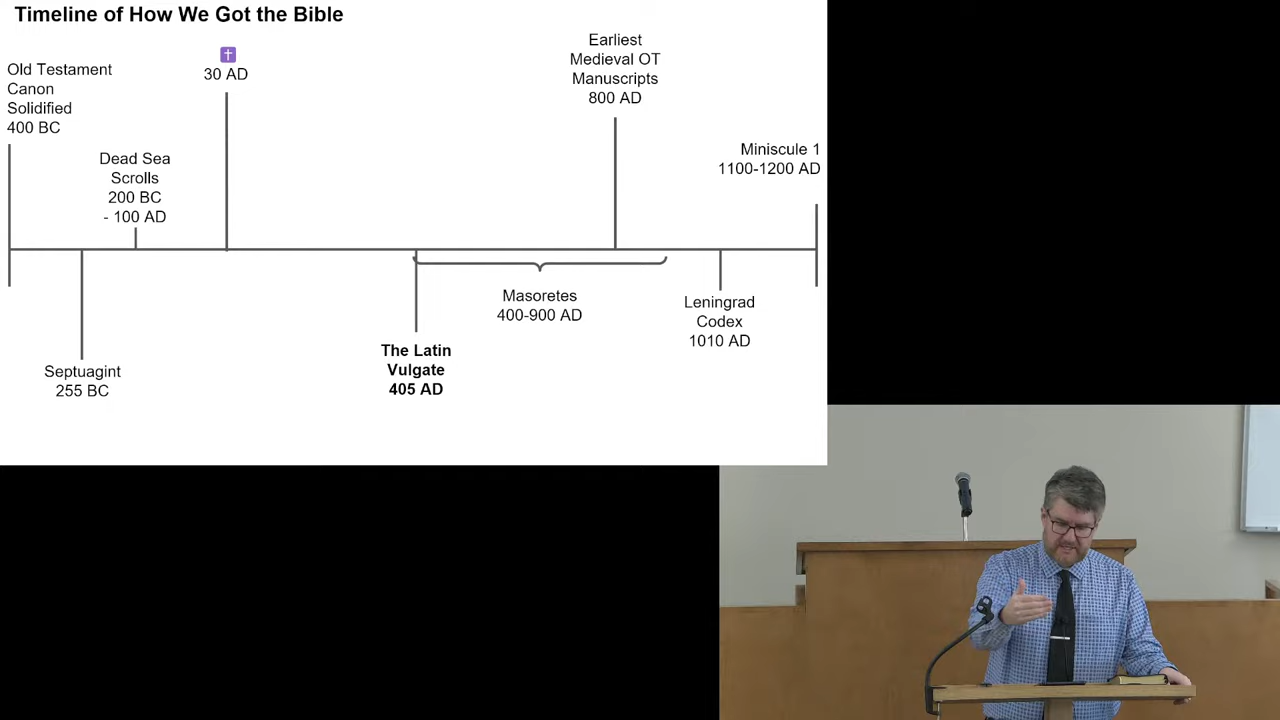 Timeline of How We Got the Bible
Old Testament
Canon
Solidified
400 BC
Dead Sea
Scrolls
200 BC
- 100 AD
✝
30 AD
Earliest
Medieval OT
Manuscripts
800 AD
Miniscule 1
1100-1200 AD
Septuagint
255 BC
The Latin
Vulgate
405 AD
Masoretes
400-900 AD
Leningrad
Codex
1010 AD